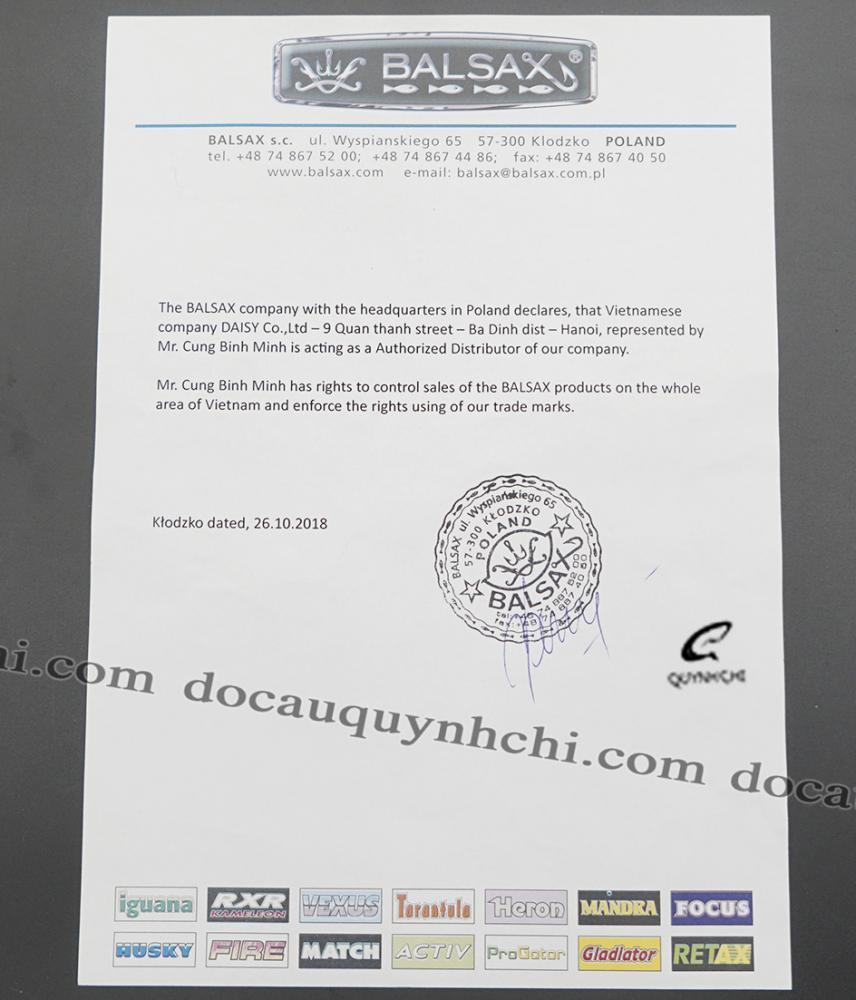 BALSAX®
BALSAX s.c. ul. Wyspianskiego 65 57-300 Klodzko POLAND
tel. +48 74 867 52 00; +48 74 867 44 86; fax: +48 74 867 40 50
www.balsax.com e-mail: balsax@balsax.com.pl
The BALSAX company with the headquarters in Poland declares, that Vietnamese
company DAISY Co.,Ltd – 9 Quan thanh street – Ba Dinh dist – Hanoi, represented by
Mr. Cung Binh Minh is acting as a Authorized Distributor of our company.
Mr. Cung Binh Minh has rights to control sales of the BALSAX products on the whole
area of Vietnam and enforce the rights using of our trade marks.
Kłodzko dated, 26.10.2018
BALSAX ul. Wyspiańskiego 65
57-300 KŁODZKO
POLAND
BALSAX
QUYNHCHI
i.com docauquynhchi.com doca
iguana RXR KAMELEON VEXUS Tarantula Heron MANDRA FOCUS
HUSKY FIRE MATCH ACTIV ProGator Gladiator RETAX